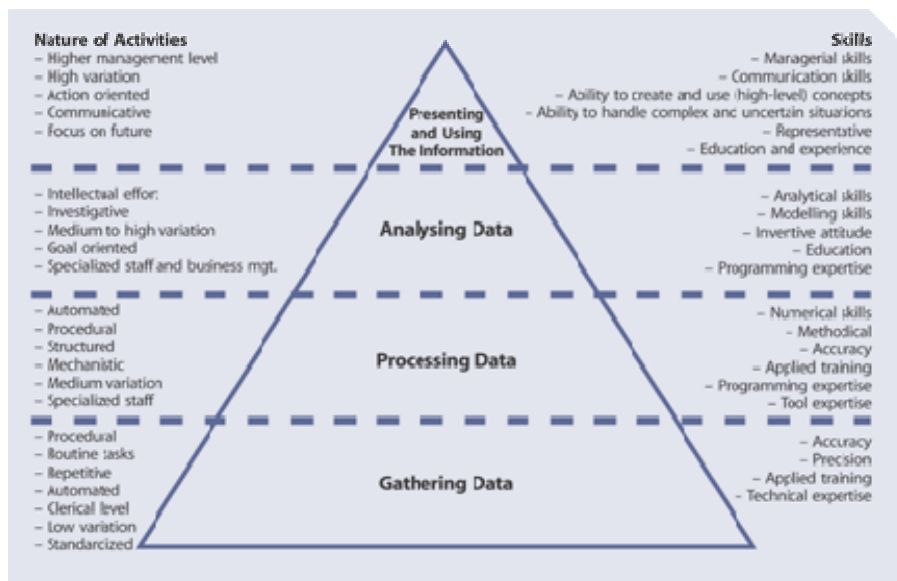 Nature of Activities
– Higher management level
– High variation
– Action oriented
– Communicative
– Focus on future
Skills
– Managerial skills
– Communication skills
– Ability to create and use (high-level) concepts
– Ability to handle complex and uncertain situations
– Representative
– Education and experience
Presenting
and Using
The Information
– Intellectual effort
– Investigative
– Medium to high variation
– Goal oriented
– Specialized staff and business mgt.
Analysing Data
– Analytical skills
– Modelling skills
– Invertive attitude
– Education
– Programming expertise
– Automated
– Procedural
– Structured
– Mechanistic
– Medium variation
– Specialized staff
Processing Data
– Numerical skills
– Methodical
– Accuracy
– Applied training
– Programming expertise
– Tool expertise
– Procedural
– Routine tasks
– Repetitive
– Automated
– Clerical level
– Low variation
– Standarcized
Gathering Data
– Accuracy
– Precision
– Applied training
– Technical expertise